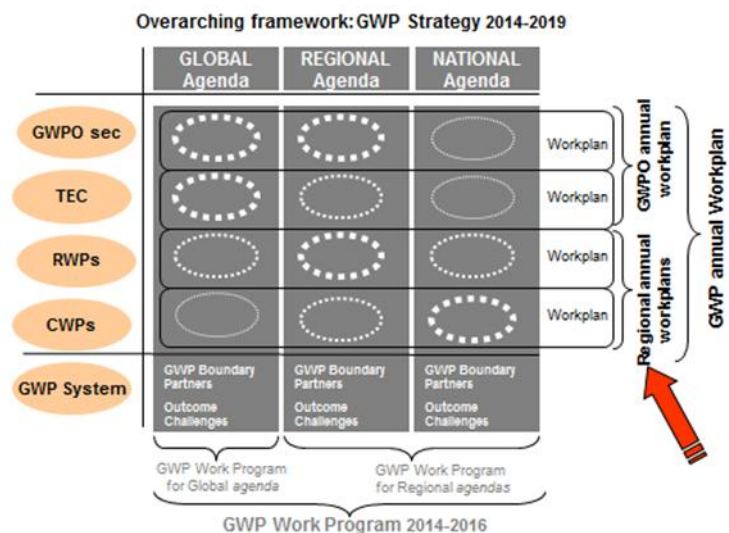 Overarching framework: GWP Strategy 2014-2019
GLOBAL
Agenda
REGIONAL
Agenda
NATIONAL
Agenda
GWPO sec
Workplan
TEC
Workplan
RWPs
Workplan
CWPs
Workplan
GWPO annual
workplan
Regional annual
workplans
GWP annual Workplan
GWP System
GWP Boundary
Partners
Outcome
Challenges
GWP Boundary
Partners
Outcome
Challenges
GWP Boundary
Partners
Outcome
Challenges
GWP Work Program
for Global agenda
GWP Work Program
for Regional agendas
GWP Work Program 2014-2016